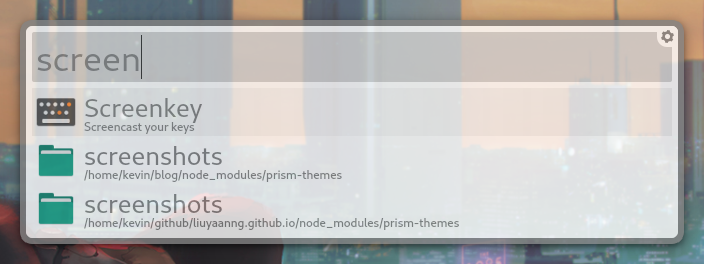 screen
Screenkey
Screencast your keys
screenshots
/home/kevin/blog/node_modules/prism-themes
screenshots
/home/kevin/github/liuyaanng.github.io/node_modules/prism-themes